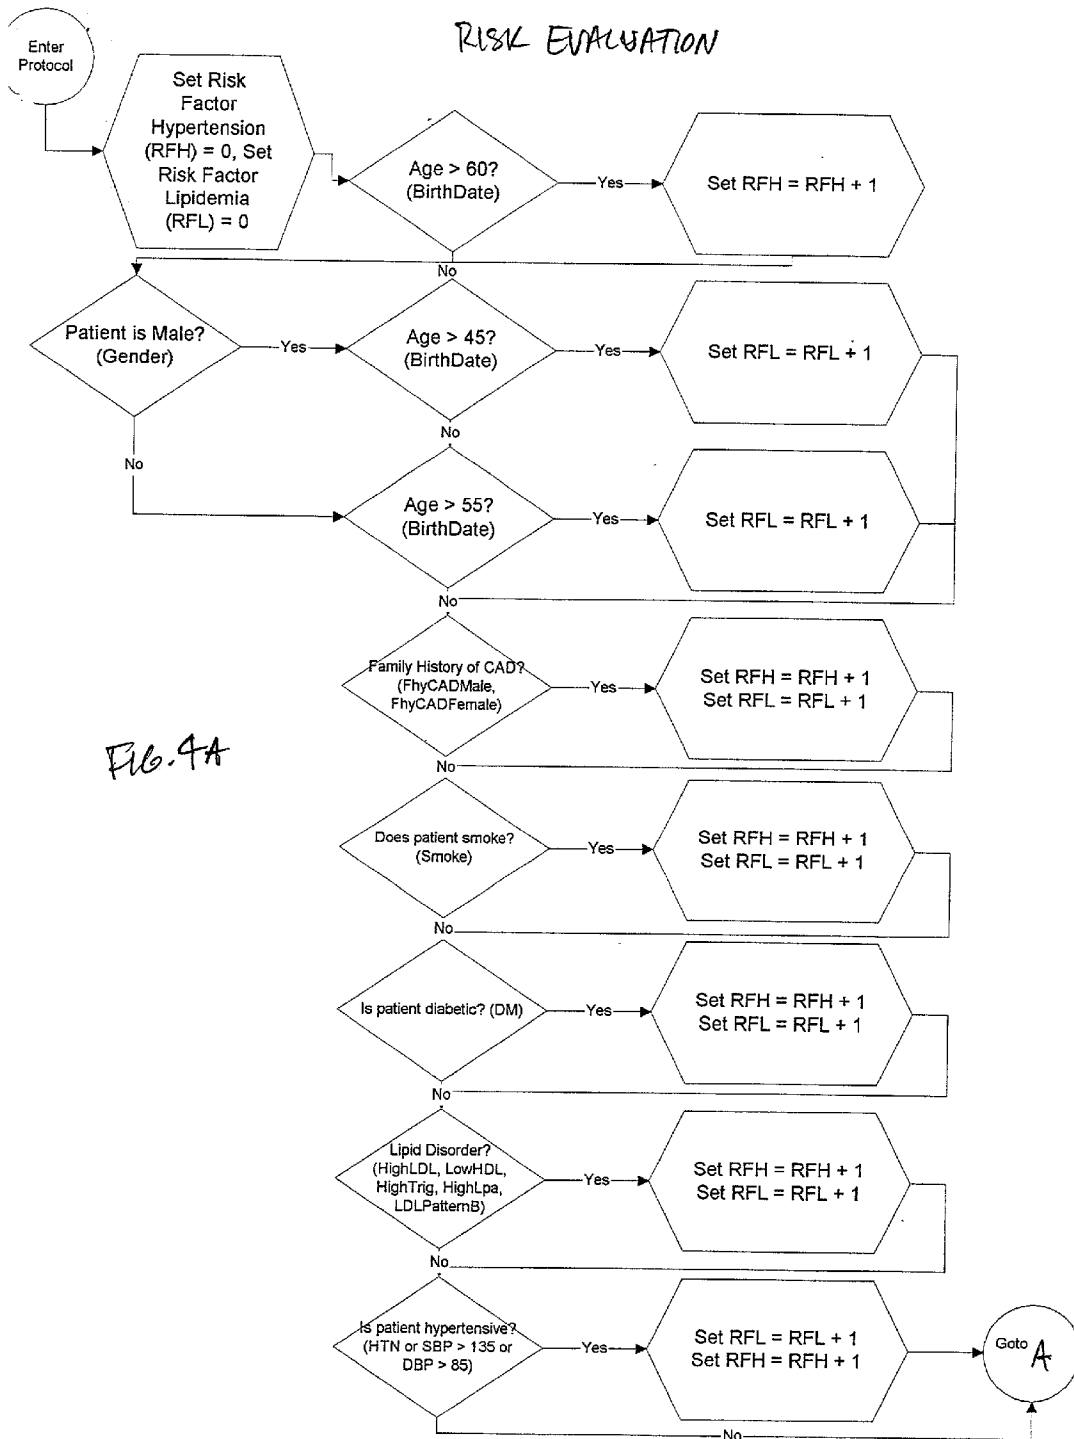 RISK EVALUATION
Enter
Protocol
Set Risk
Factor
Hypertension
(RFH) = 0, Set
Risk Factor
Lipidemia
(RFL) = 0
Age > 60?
(BirthDate)
Yes
Set RFH = RFH + 1
No
Patient is Male?
(Gender)
Yes
Age > 45?
(BirthDate)
Yes
Set RFL = RFL + 1
No
No
Age > 55?
(BirthDate)
Yes
Set RFL = RFL + 1
No
Family History of CAD?
(FhyCADMale,
FhyCADFemale)
Yes
Set RFH = RFH + 1
Set RFL = RFL + 1
FIG. 4A
No
Does patient smoke?
(Smoke)
Yes
Set RFH = RFH + 1
Set RFL = RFL + 1
No
Is patient diabetic? (DM)
Yes
Set RFH = RFH + 1
Set RFL = RFL + 1
No
Lipid Disorder?
(HighLDL, LowHDL,
HighTrig, HighLpa,
LDLPatternB)
Yes
Set RFH = RFH + 1
Set RFL = RFL + 1
No
Is patient hypertensive?
(HTN or SBP > 135 or
DBP > 85)
Yes
Set RFL = RFL + 1
Set RFH = RFH + 1
Goto A
No